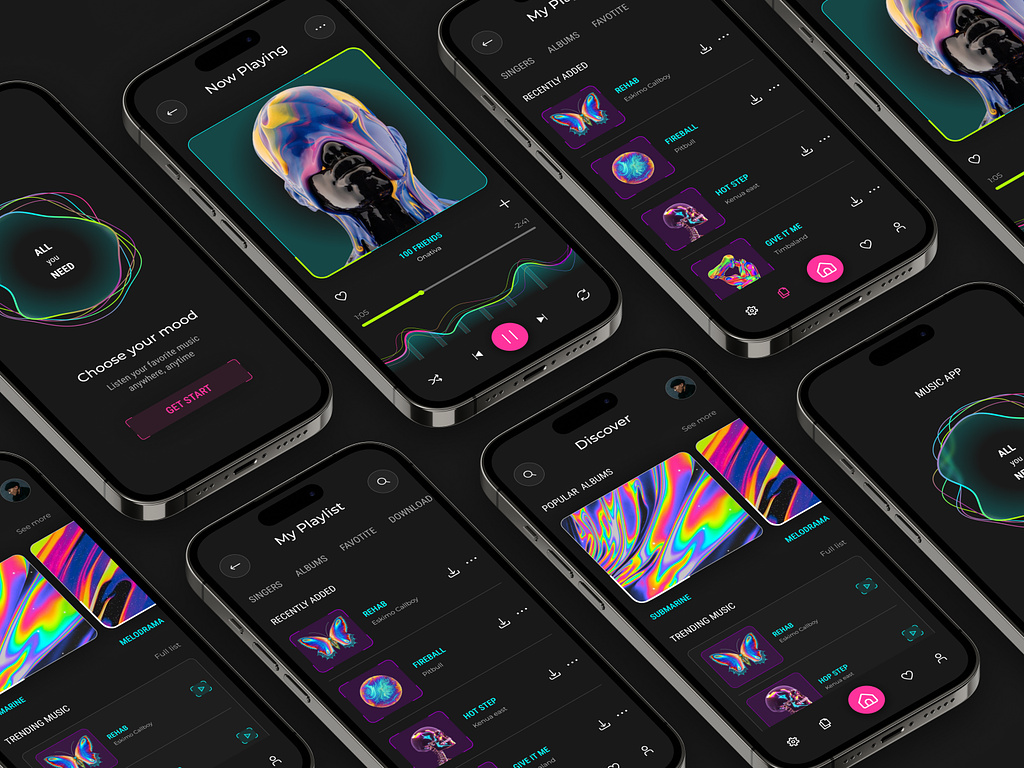 ALL
you
NEED
Choose your mood
Listen your favorite music
anywhere, anytime
GET START
Now Playing
100 FRIENDS
Onativa
1:05
-2:41
SINGERS
ALBUMS
FAVOTITE
RECENTLY ADDED
REHAB
Eskimo Callboy
FIREBALL
Pitbull
HOT STEP
Kenua east
GIVE IT ME
Timbaland
1:05
See more
MELODRAMA
Full list
TRENDING MUSIC
REHAB
Eskimo Callboy
My Playlist
SINGERS
ALBUMS
FAVOTITE
DOWNLOAD
RECENTLY ADDED
REHAB
Eskimo Callboy
FIREBALL
Pitbull
HOT STEP
Kenua east
GIVE IT ME
Discover
POPULAR ALBUMS
See more
SUBMARINE
MELODRAMA
TRENDING MUSIC
Full list
REHAB
Eskimo Callboy
HOP STEP
Kenua east
MUSIC APP
ALL
you